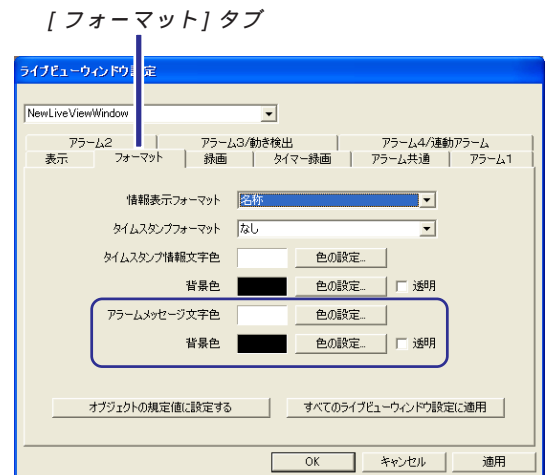 [フォーマット] タブ
ライブビューウィンドウ設定
NewLiveViewWindow
アラーム2 アラーム3/動き検出 アラーム4/連動アラーム
表示 フォーマット 録画 タイマー録画 アラーム共通 アラーム1
情報表示フォーマット 名称
タイムスタンプフォーマット なし
タイムスタンプ情報文字色 色の設定...
背景色 色の設定... 透明
アラームメッセージ文字色 色の設定...
背景色 色の設定... 透明
オブジェクトの規定値に設定する すべてのライブビューウィンドウ設定に適用
OK キャンセル 適用